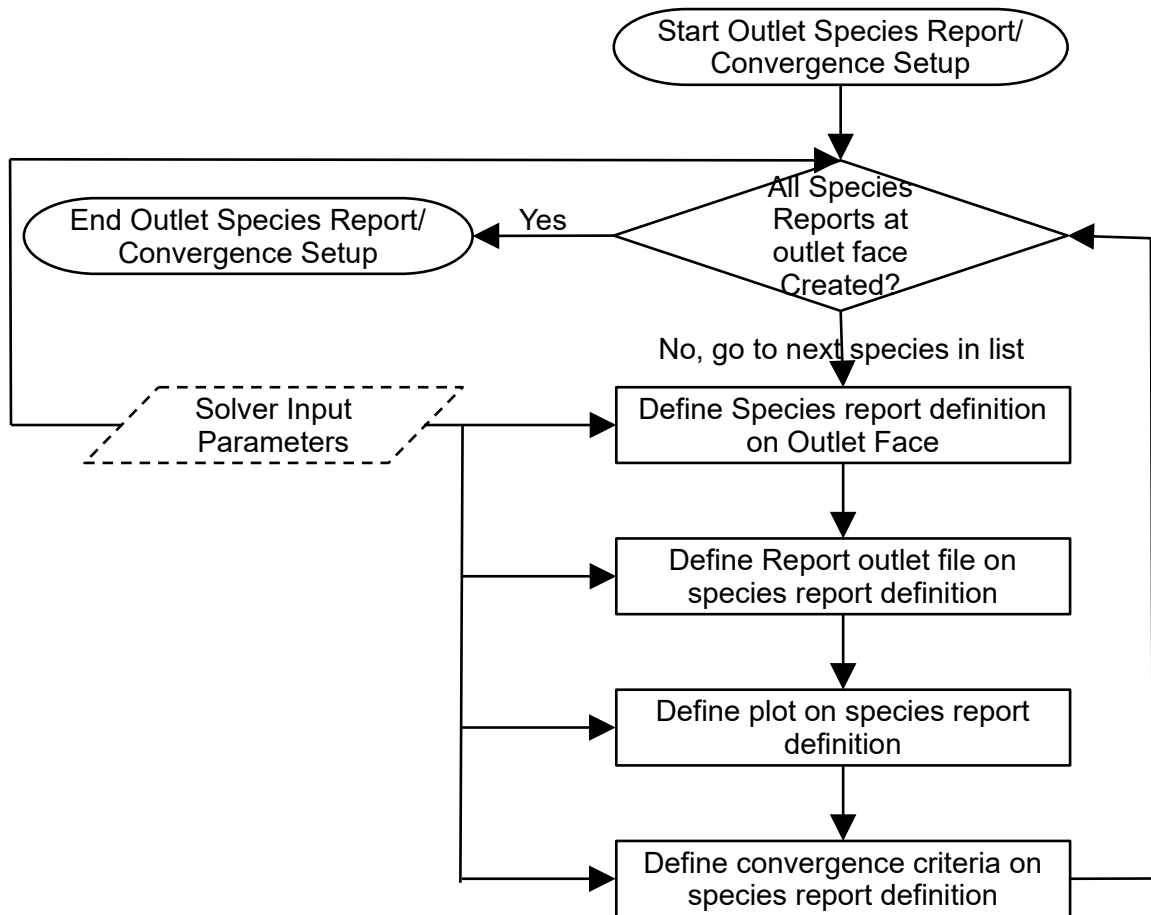 Start Outlet Species Report/
Convergence Setup
All Species
Reports at
outlet face
Created?
Yes
End Outlet Species Report/
Convergence Setup
No, go to next species in list
Solver Input
Parameters
Define Species report definition
on Outlet Face
Define Report outlet file on
species report definition
Define plot on species report
definition
Define convergence criteria on
species report definition